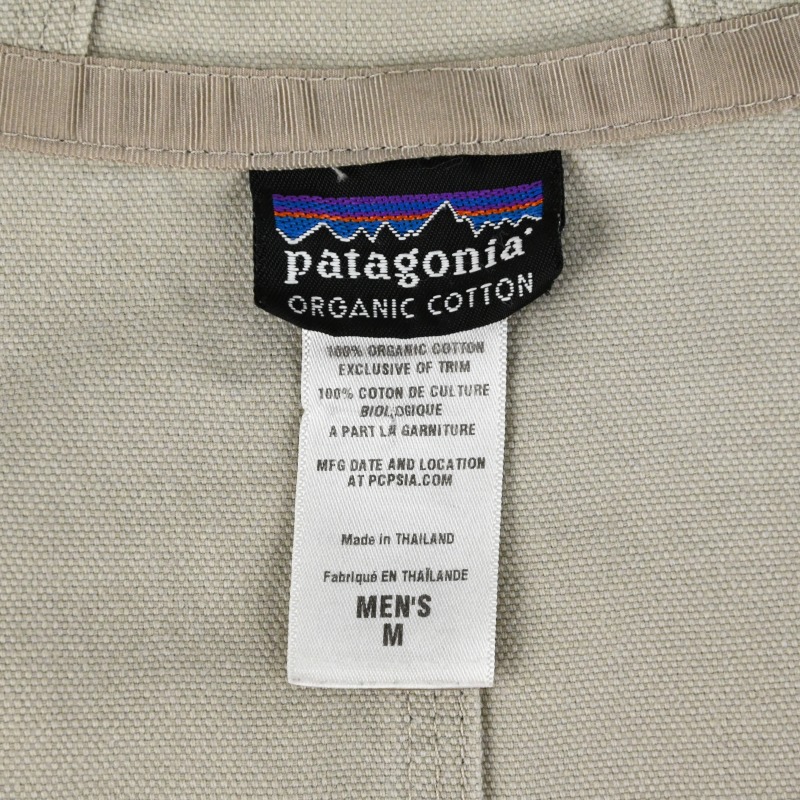 patagonia
ORGANIC COTTON
100% ORGANIC COTTON
EXCLUSIVE OF TRIM
100% COTON DE CULTURE
BIOLOGIQUE
A PART LA GARNITURE
MFG DATE AND LOCATION
AT PCPSIA.COM
Made in THAILAND
Fabriqué EN THAÏLANDE
MEN'S
M